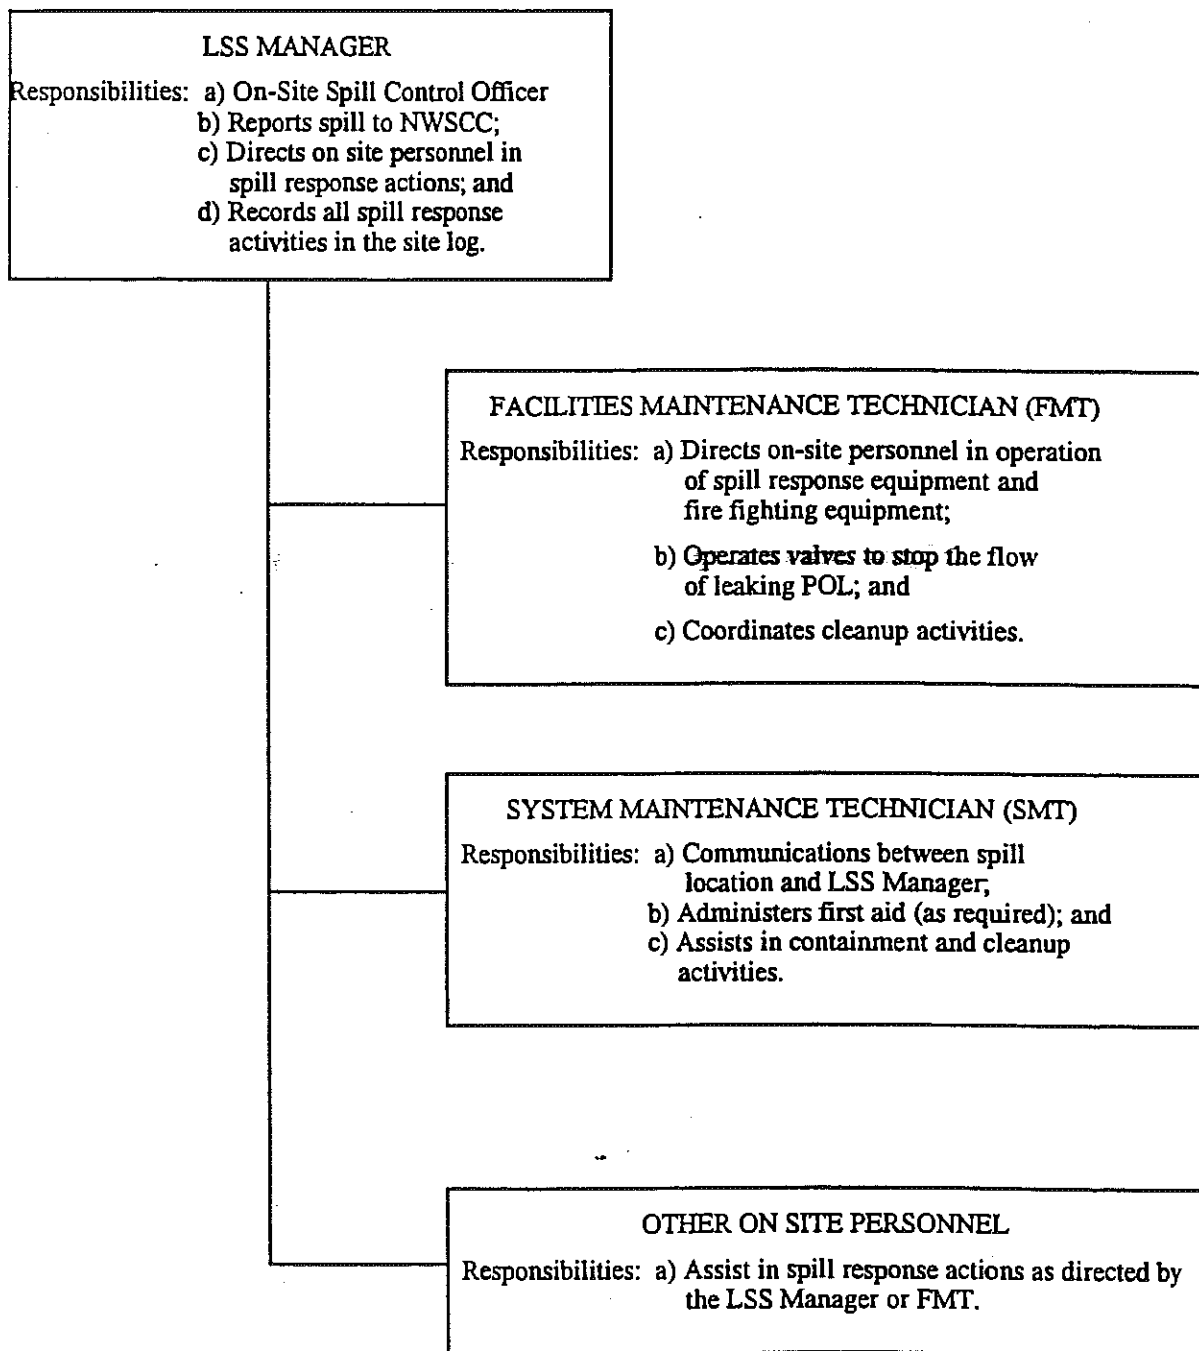 LSS MANAGER
Responsibilities: a) On-Site Spill Control Officer
b) Reports spill to NWSCC;
c) Directs on site personnel in
spill response actions; and
d) Records all spill response
activities in the site log.
FACILITIES MAINTENANCE TECHNICIAN (FMT)
Responsibilities: a) Directs on-site personnel in operation
of spill response equipment and
fire fighting equipment;
b) Operates valves to stop the flow
of leaking POL; and
c) Coordinates cleanup activities.
SYSTEM MAINTENANCE TECHNICIAN (SMT)
Responsibilities: a) Communications between spill
location and LSS Manager;
b) Administers first aid (as required); and
c) Assists in containment and cleanup
activities.
OTHER ON SITE PERSONNEL
Responsibilities: a) Assist in spill response actions as directed by
the LSS Manager or FMT.